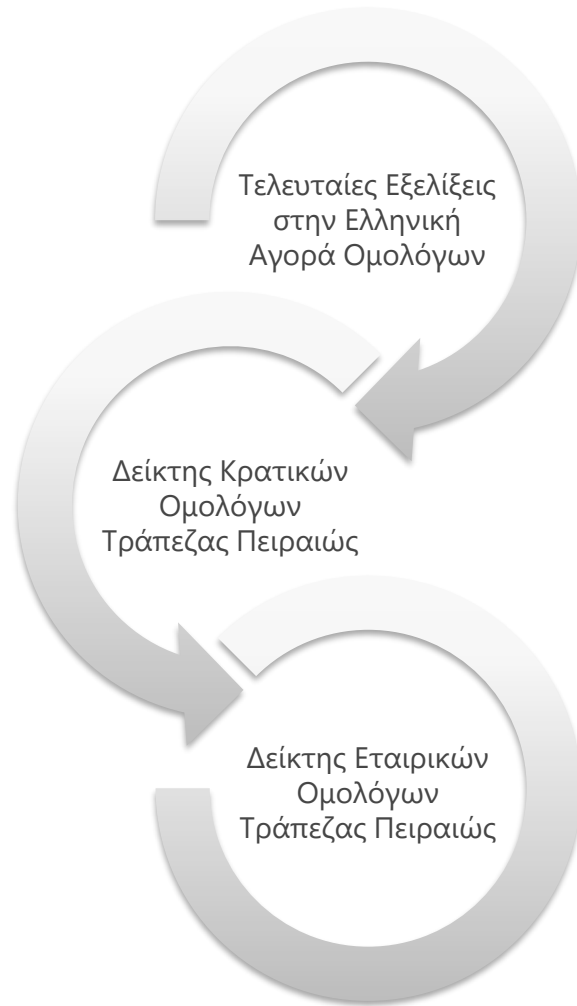 Τελευταίες Εξελίξεις
στην Ελληνική
Αγορά Ομολόγων
Δείκτης Κρατικών
Ομολόγων
Τράπεζας Πειραιώς
Δείκτης Εταιρικών
Ομολόγων
Τράπεζας Πειραιώς